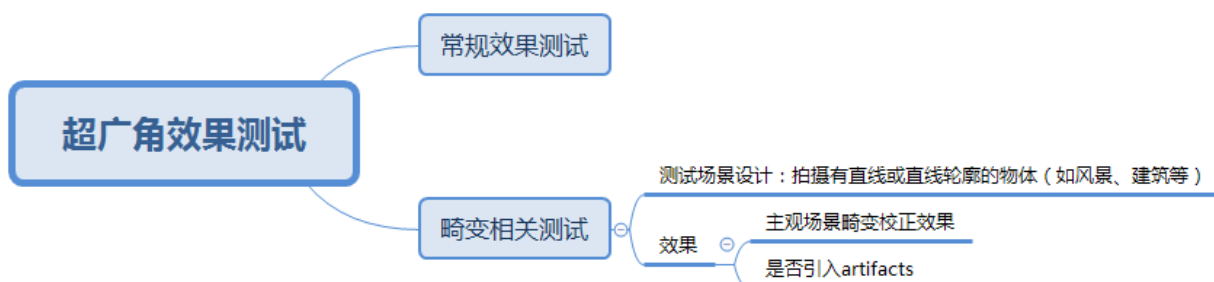 常规效果测试
超广角效果测试
测试场景设计：拍摄有直线或直线轮廓的物体（如风景、建筑等）
畸变相关测试
主观场景畸变校正效果
效果
是否引入artifacts